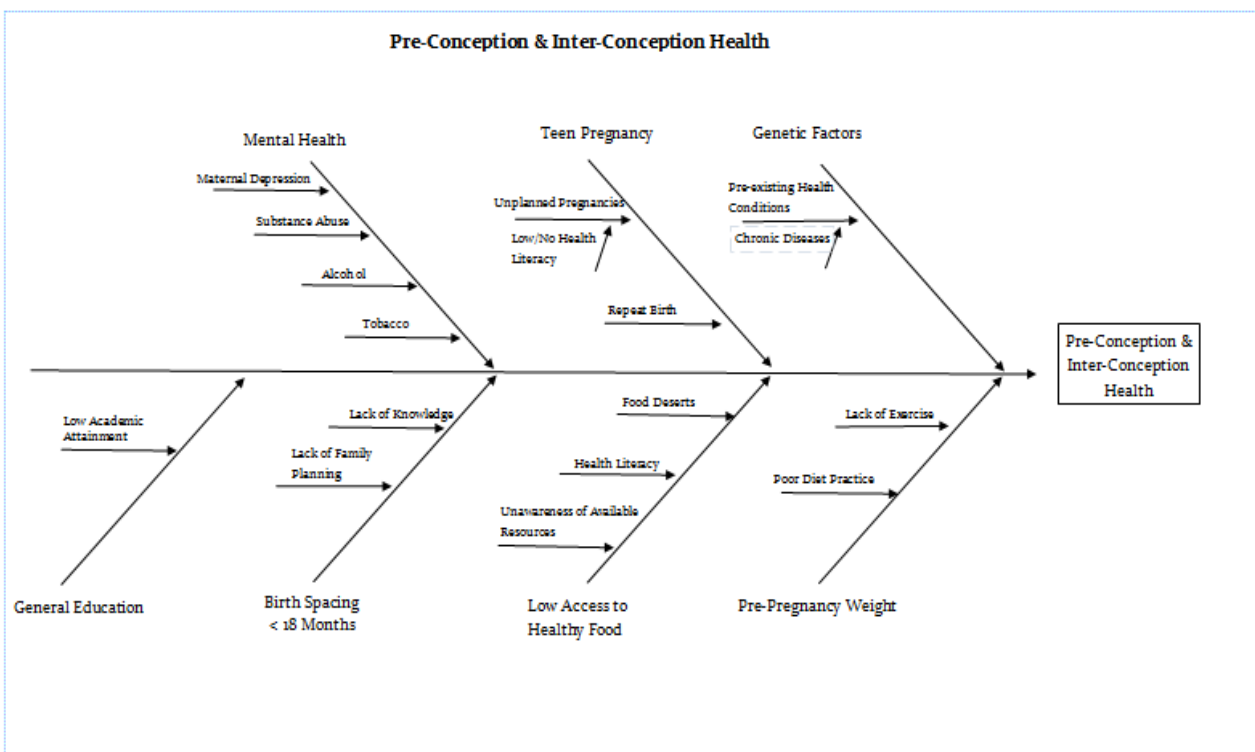 Pre-Conception & Inter-Conception Health
Mental Health
Maternal Depression
Substance Abuse
Alcohol
Tobacco
Teen Pregnancy
Unplanned Pregnancies
Low/No Health
Literacy
Repeat Birth
Genetic Factors
Pre-existing Health
Conditions
Chronic Diseases
Pre-Conception &
Inter-Conception
Health
Low Academic
Attainment
General Education
Lack of Knowledge
Lack of Family
Planning
Birth Spacing
< 18 Months
Food Deserts
Health Literacy
Unawareness of Available
Resources
Low Access to
Healthy Food
Lack of Exercise
Poor Diet Practice
Pre-Pregnancy Weight